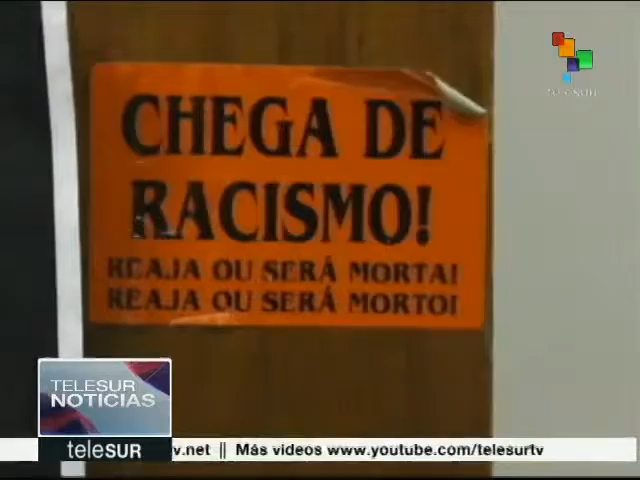 TELESUR
CHEGA DE
RACISMO!
REAJA OU SERÁ MORTA!
REAJA OU SERÁ MORTO!
TELESUR
NOTICIAS
teleSUR
v.net || Más videos www.youtube.com/telesurtv